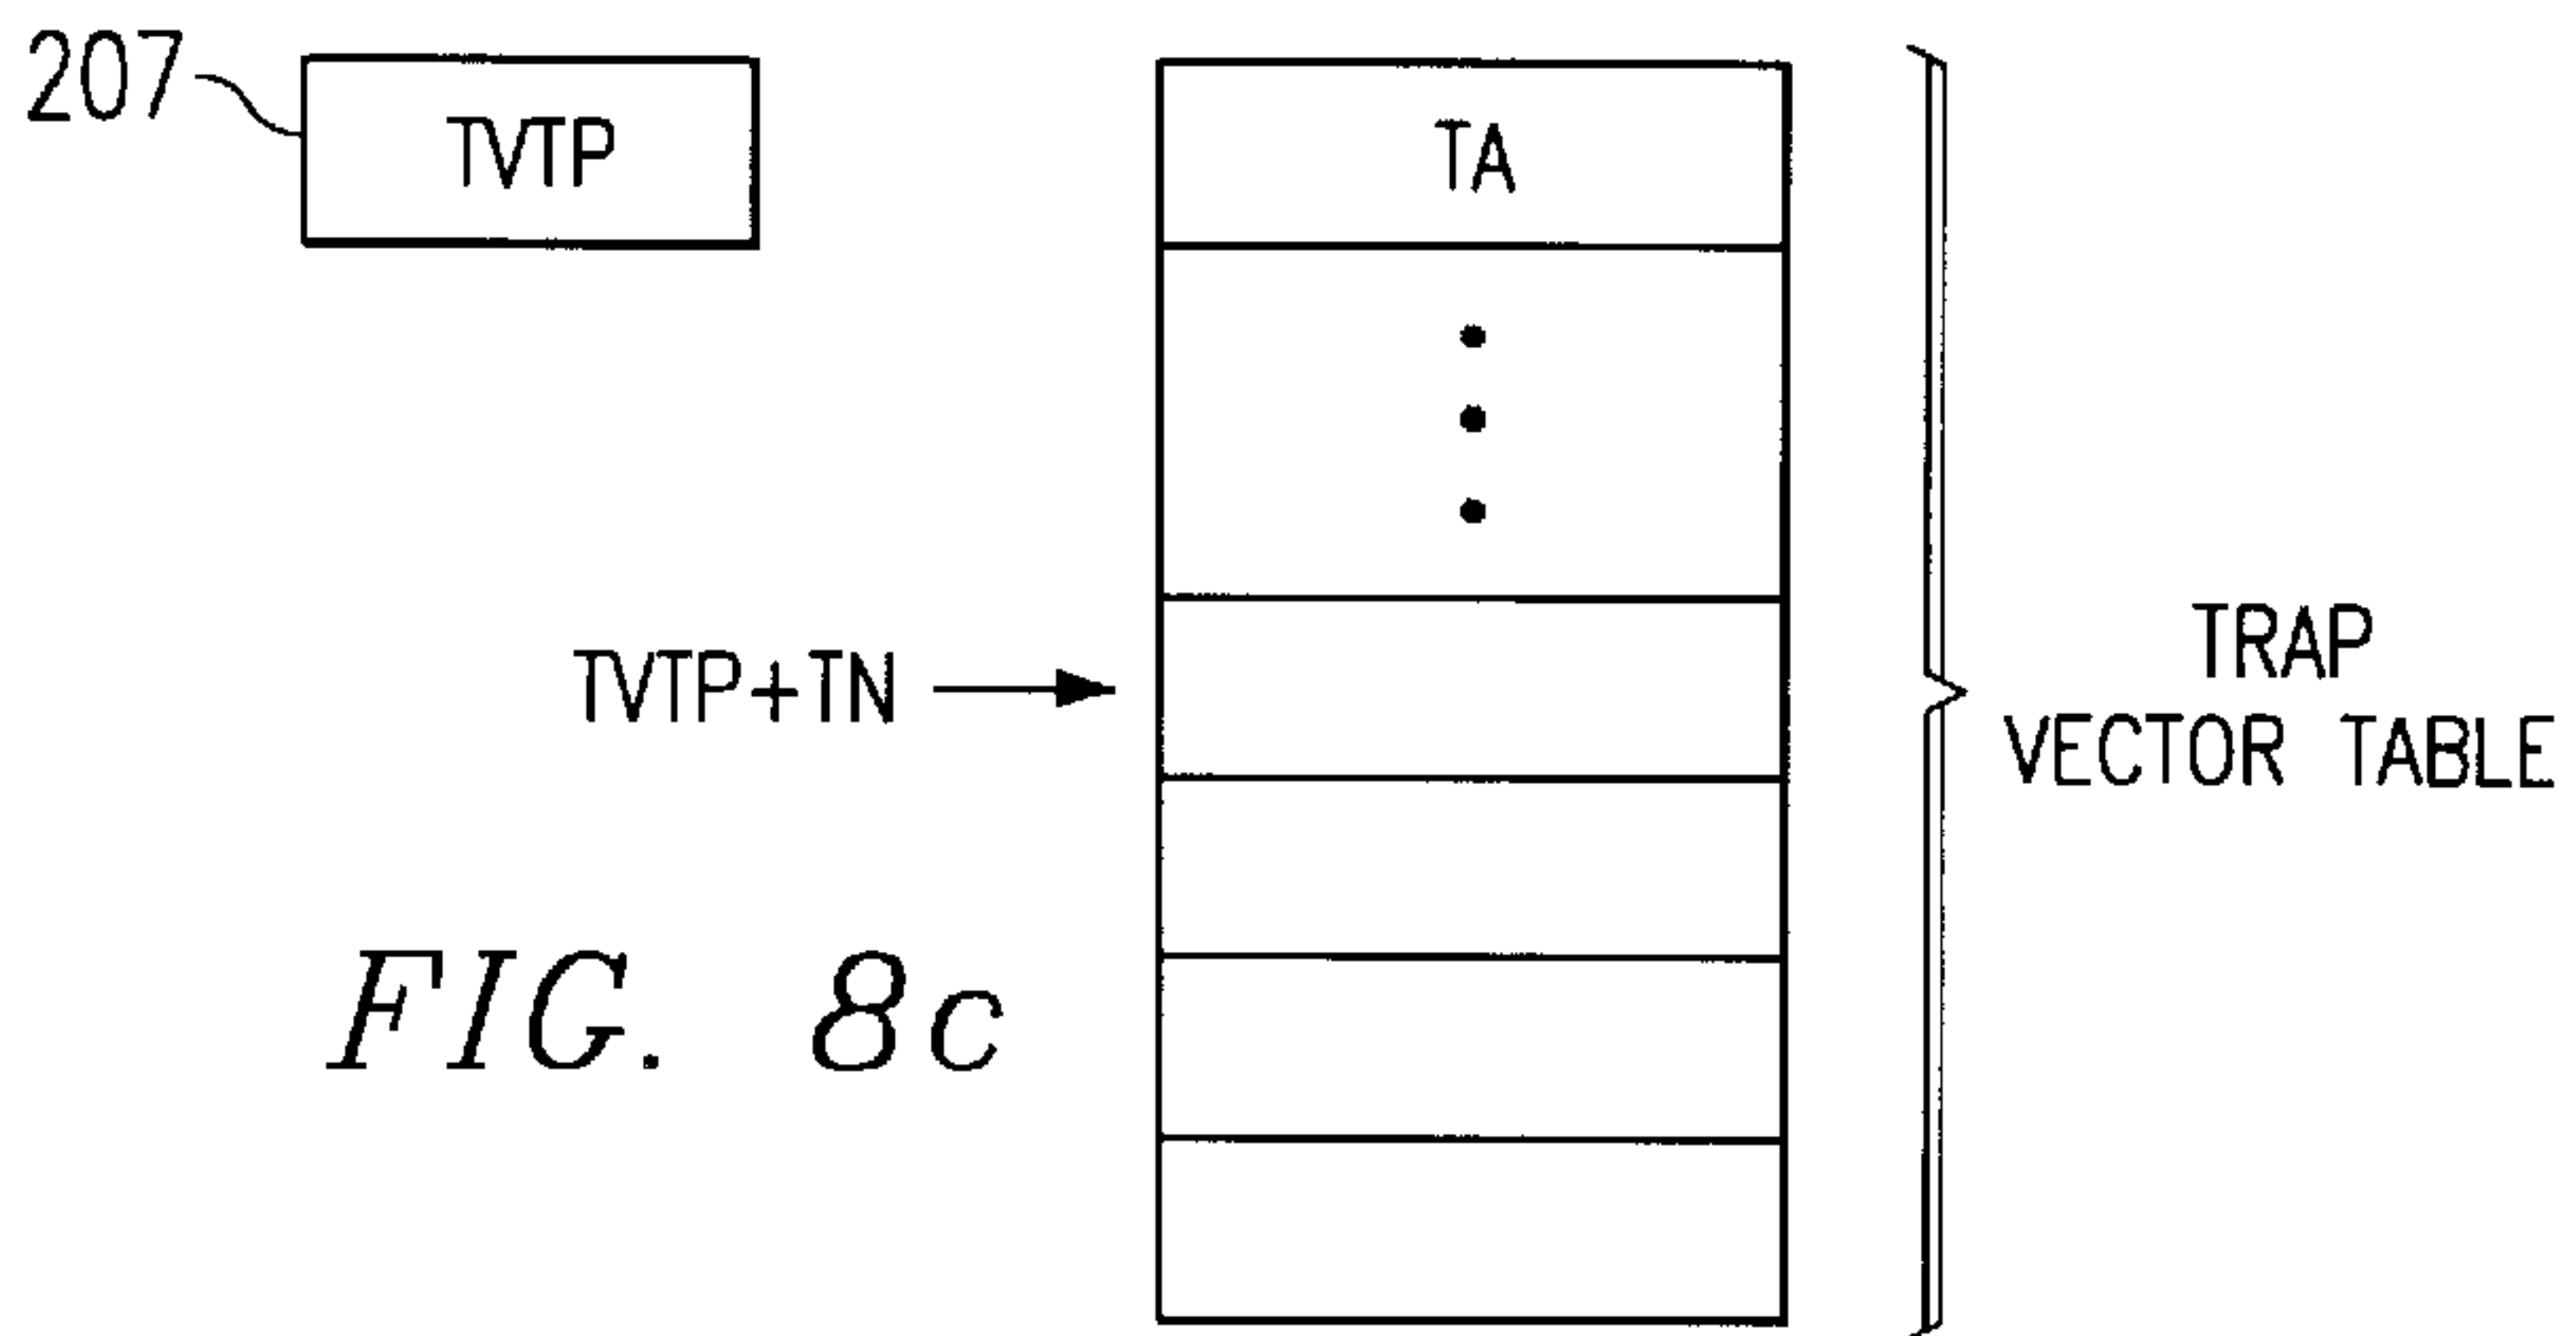 207
TVTP
TA
TVTP+TN
TRAP
VECTOR TABLE
FIG. 8c